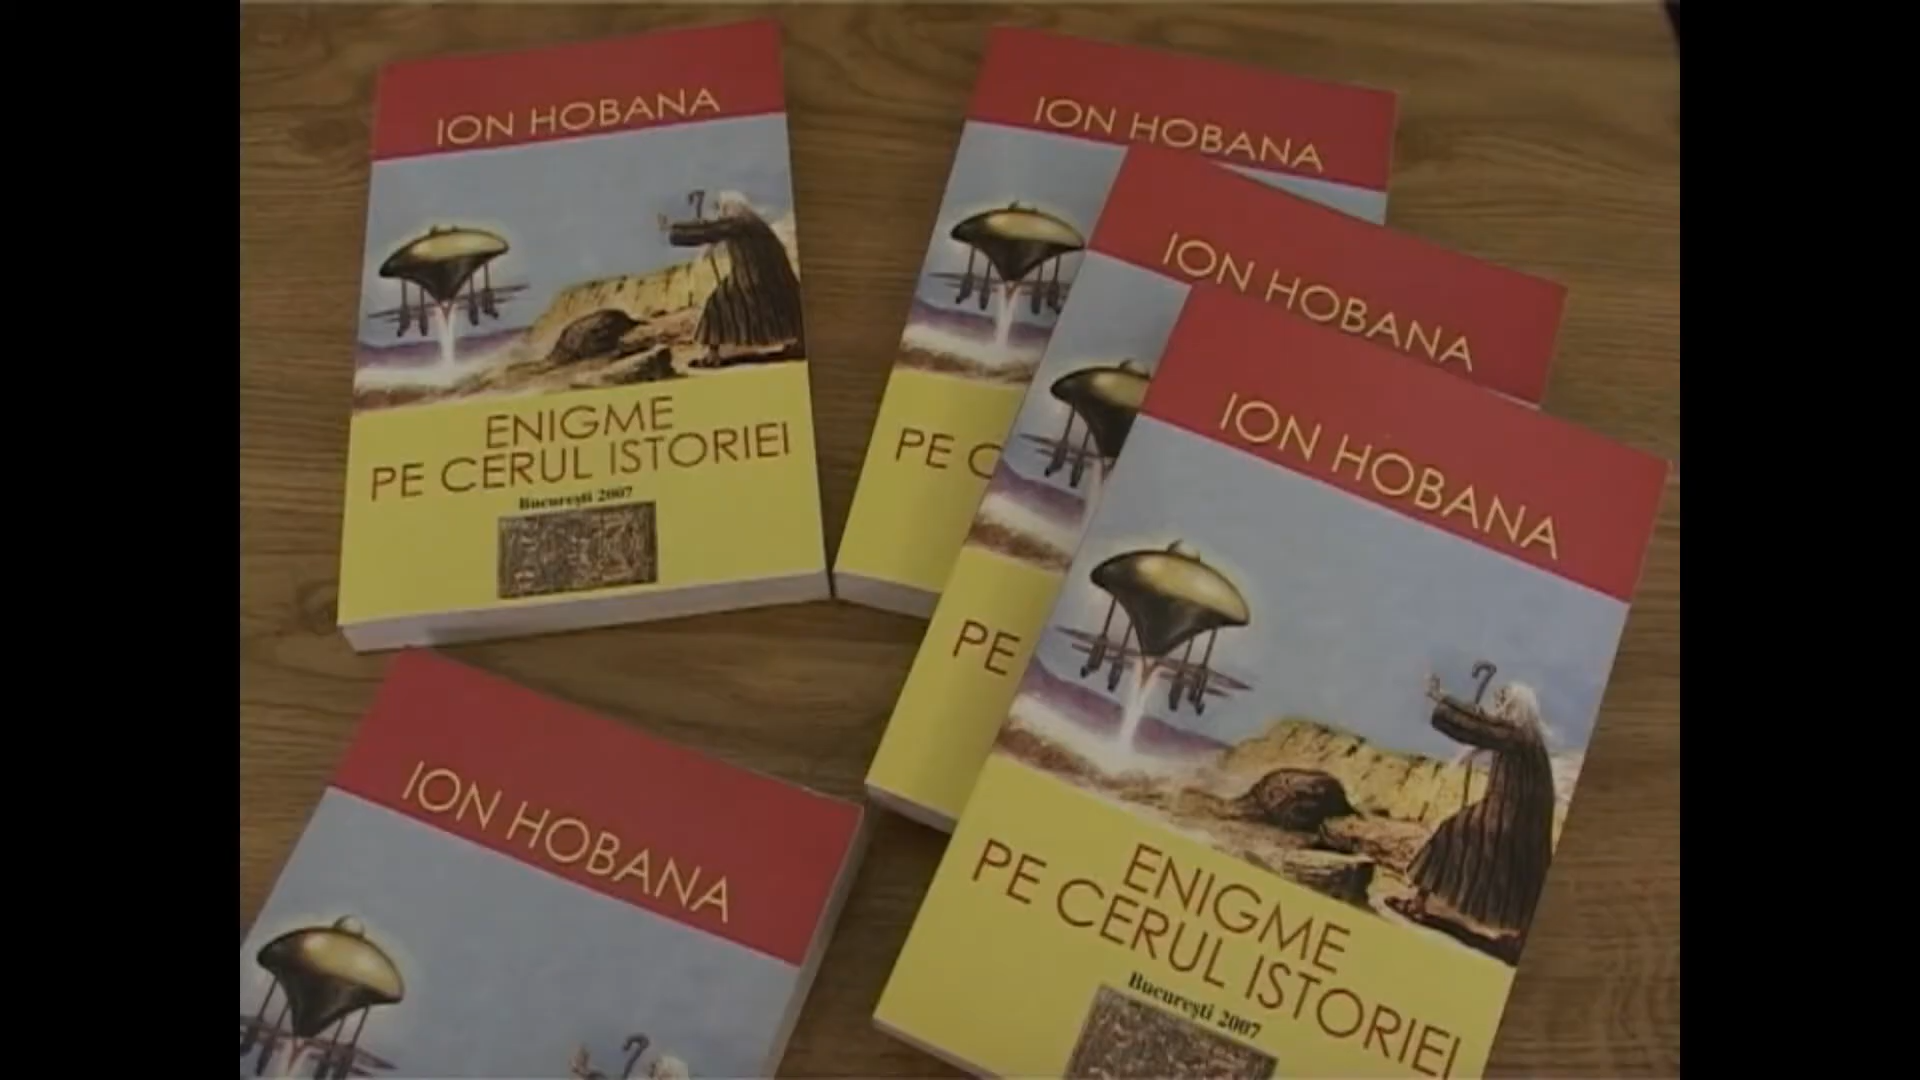 ION HOBANA
ENIGME
PE CERUL ISTORIEI
București 2007
ION HOBANA
PE C
ION HOBANA
PE
ION HOBANA
ENIGME
PE CERUL ISTORIEI
București 2007
ION HOBANA